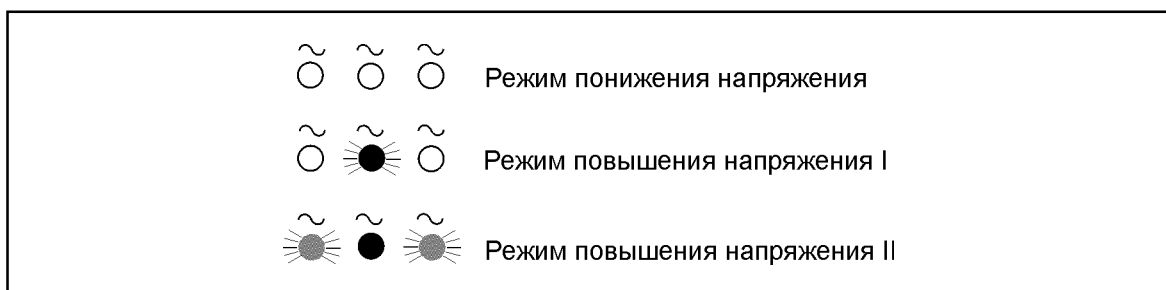 Режим понижения напряжения
Режим повышения напряжения I
Режим повышения напряжения II